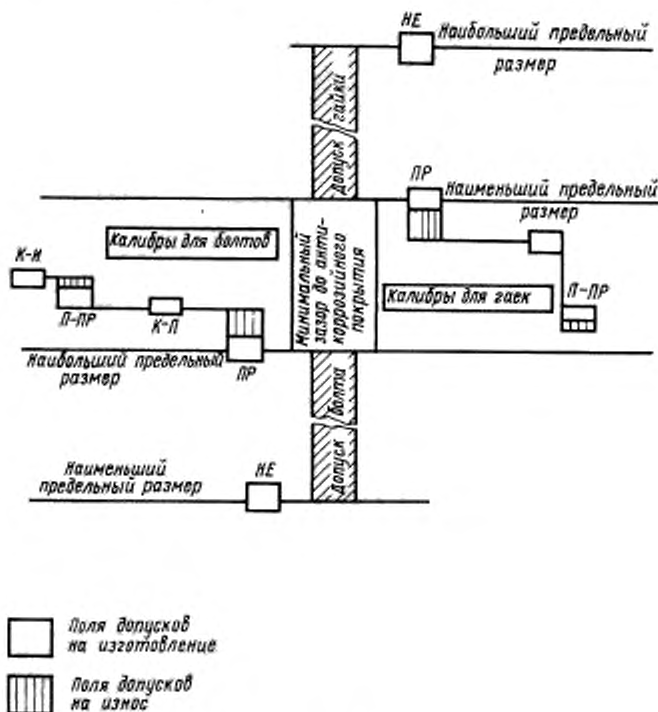 НЕ
Наибольший предельный
размер
Допуск гайки
ПР
Наименьший предельный
размер
Калибры для болтов
Минимальный
зазор до анти-
коррозийного
покрытия
К-И
П-ПР
К-П
Калибры для гаек
П-ПР
Наибольший предельный
размер
ПР
Допуск болта
Наименьший
предельный размер
НЕ
Поля допусков
на изготовление
Поля допусков
на износ